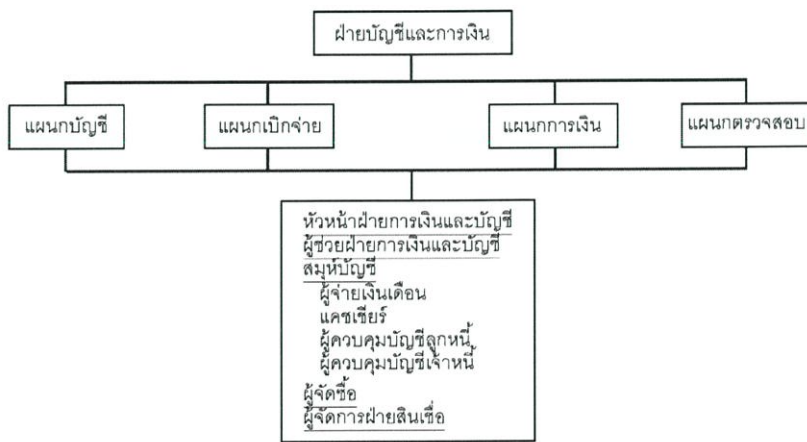 ฝ่ายบัญชีและการเงิน
แผนกบัญชี
แผนกเบิกจ่าย
แผนกการเงิน
แผนกตรวจสอบ
หัวหน้าฝ่ายการเงินและบัญชี
ผู้ช่วยฝ่ายการเงินและบัญชี
สมุห์บัญชี
ผู้จ่ายเงินเดือน
แคชเชียร์
ผู้ควบคุมบัญชีลูกหนี้
ผู้ควบคุมบัญชีเจ้าหนี้
ผู้จัดซื้อ
ผู้จัดการฝ่ายสินเชื่อ